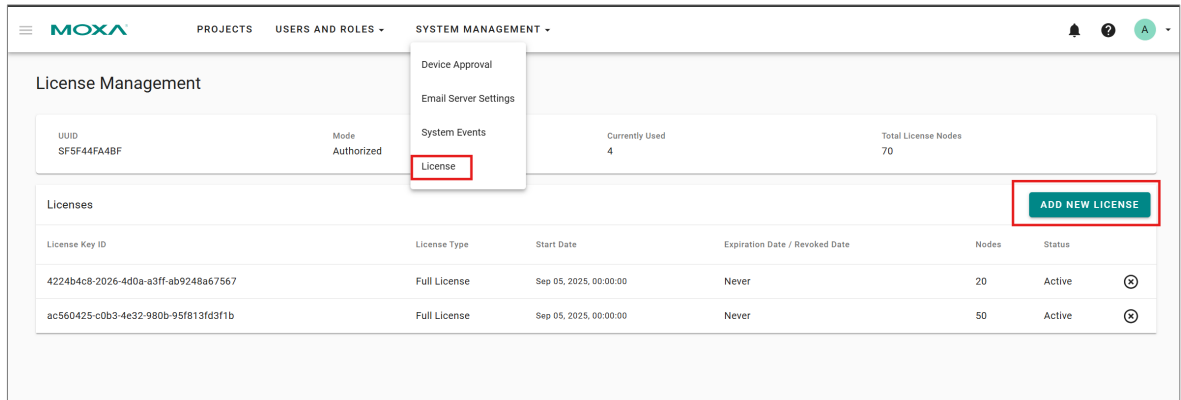 MOXA
PROJECTS USERS AND ROLES SYSTEM MANAGEMENT A
Device Approval
Email Server Settings
System Events
License
License Management
UUID Mode Currently Used Total License Nodes
SF5F44FA4BF Authorized 4 70
Licenses ADD NEW LICENSE
License Key ID License Type Start Date Expiration Date / Revoked Date Nodes Status
4224b4c8-2026-4d0a-a3ff-ab9248a67567 Full License Sep 05, 2025, 00:00:00 Never 20 Active
ac560425-c0b3-4e32-980b-95f813fd3f1b Full License Sep 05, 2025, 00:00:00 Never 50 Active